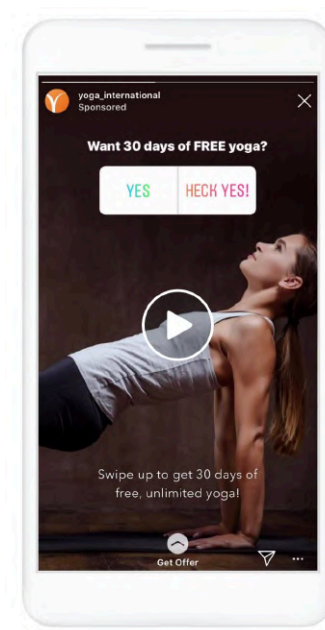 yoga_international
Sponsored
Want 30 days of FREE yoga?
YES
HECK YES!
Swipe up to get 30 days of
free, unlimited yoga!
Get Offer